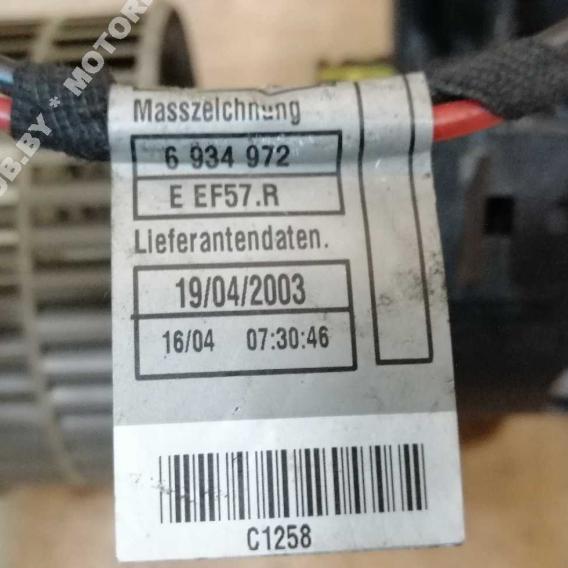 Masszeichnung
6 934 972
E EF57.R
Lieferantendaten.
19/04/2003
16/04 07:30:46
C1258